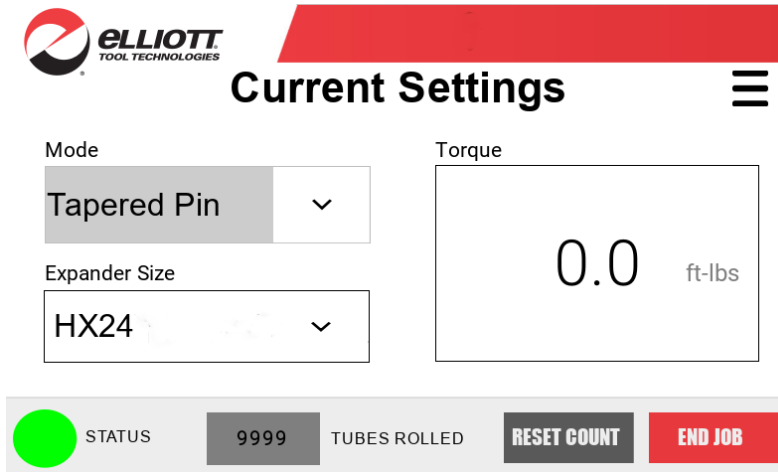 eLLIOTT
TOOL TECHNOLOGIES
Current Settings
Mode
Tapered Pin
Expander Size
HX24
Torque
0.0 ft-lbs
STATUS 9999 TUBES ROLLED RESET COUNT END JOB